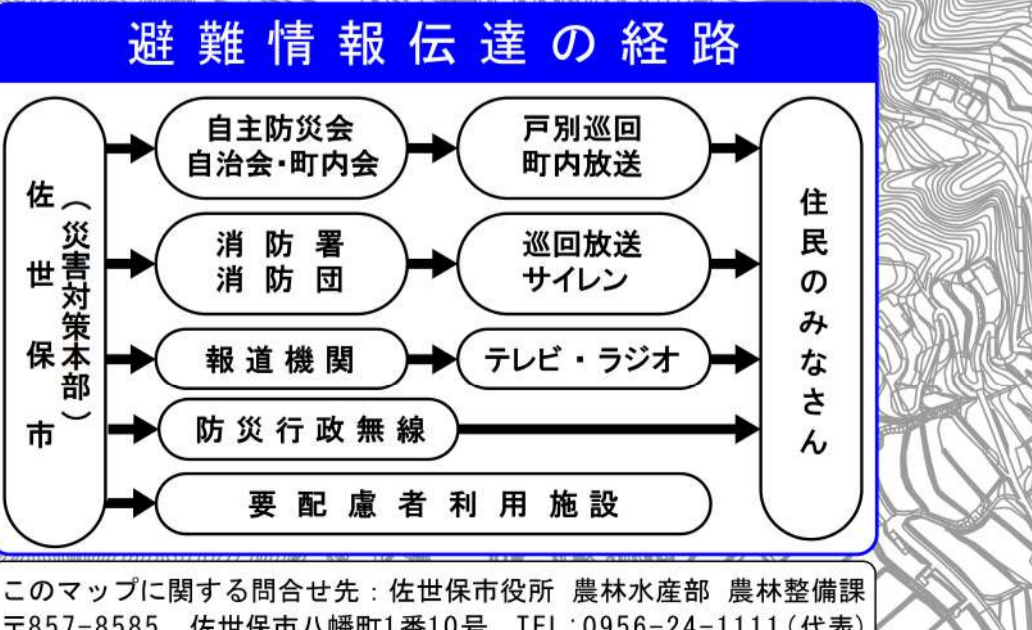 避難情報伝達の経路
佐世保市
（災害対策本部）
自主防災会
自治会・町内会
戸別巡回
町内放送
消防署
消防団
巡回放送
サイレン
報道機関
テレビ・ラジオ
防災行政無線
要配慮者利用施設
住民のみなさん
このマップに関する問合せ先：佐世保市役所 農林水産部 農林整備課
〒857-8585 佐世保市八幡町1番10号 TEL：0956-24-1111（代表）